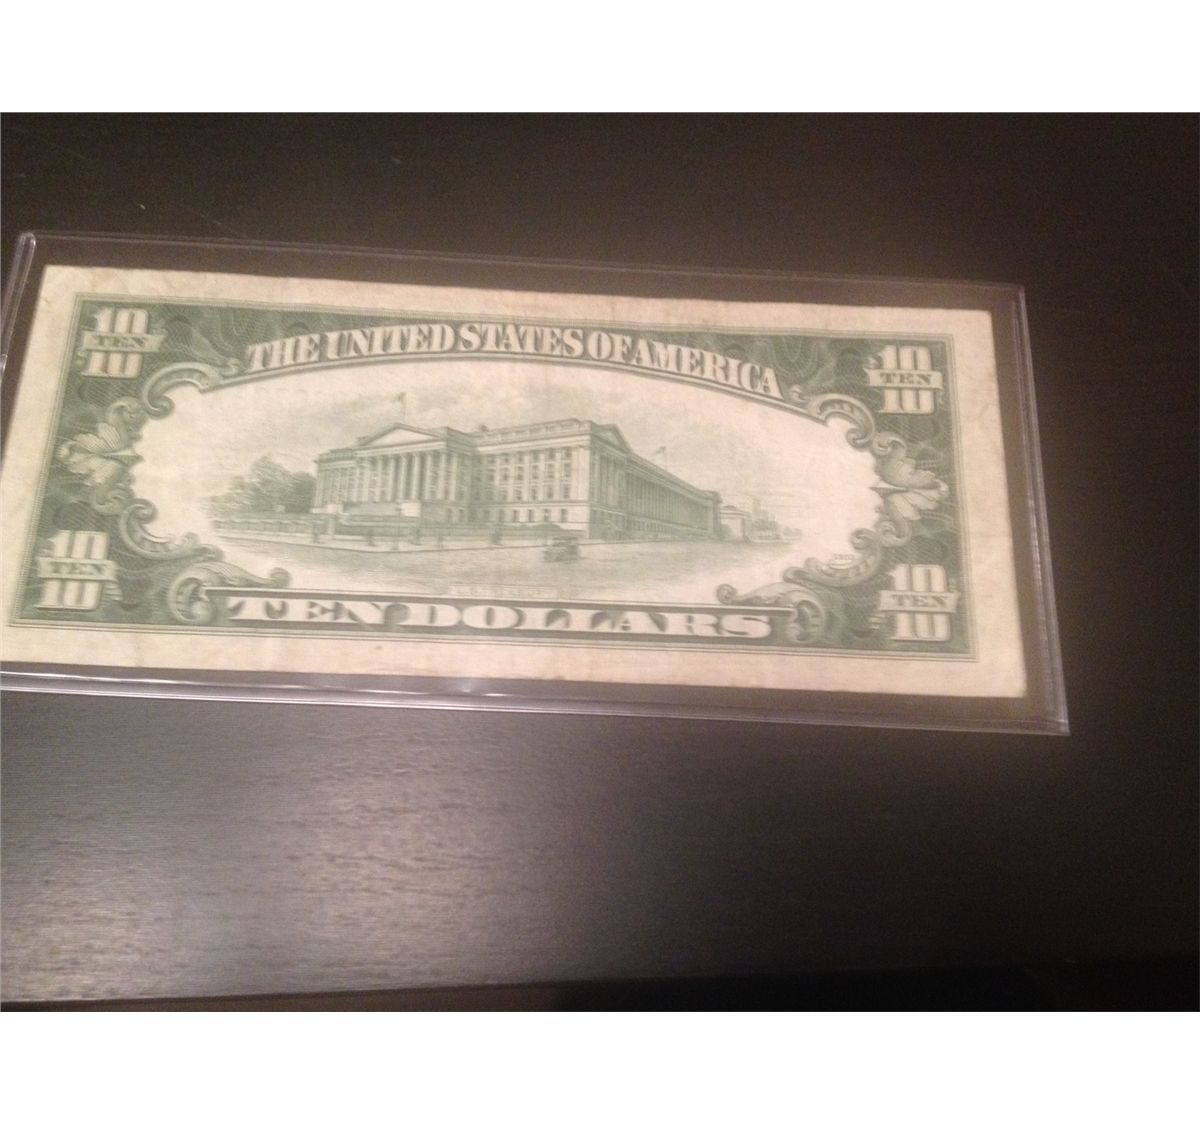 10 10
TEN TEN
10 10
THE UNITED STATES OF AMERICA
10 10
TEN TEN
10 10
TEN DOLLARS